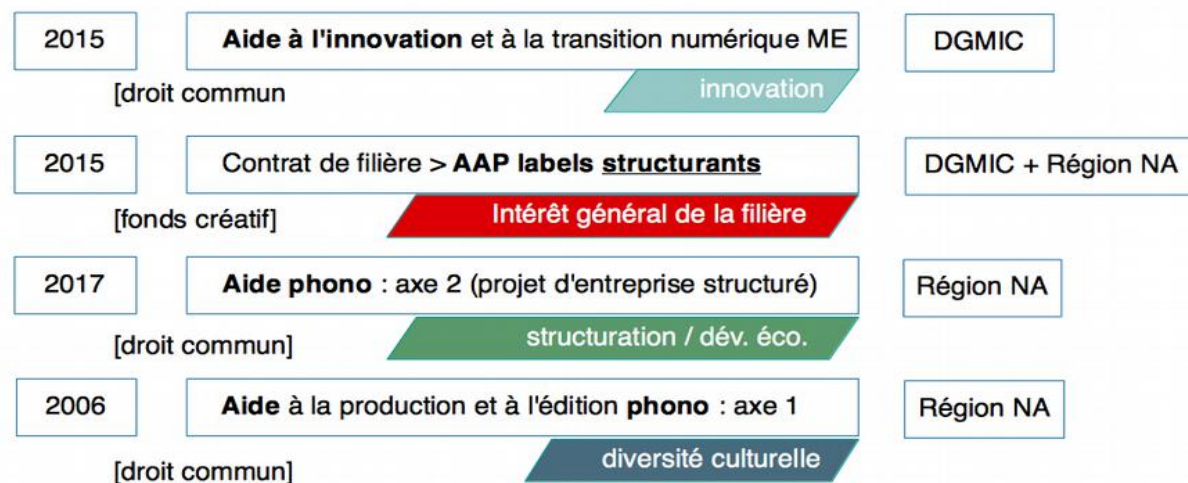 2015 Aide à l'innovation et à la transition numérique ME DGMIC
innovation
[droit commun
2015 Contrat de filière > AAP labels structurants DGMIC + Région NA
Intérêt général de la filière
[fonds créatif]
2017 Aide phono : axe 2 (projet d'entreprise structuré) Région NA
structuration / dév. éco.
[droit commun]
2006 Aide à la production et à l'édition phono : axe 1 Région NA
diversité culturelle
[droit commun]